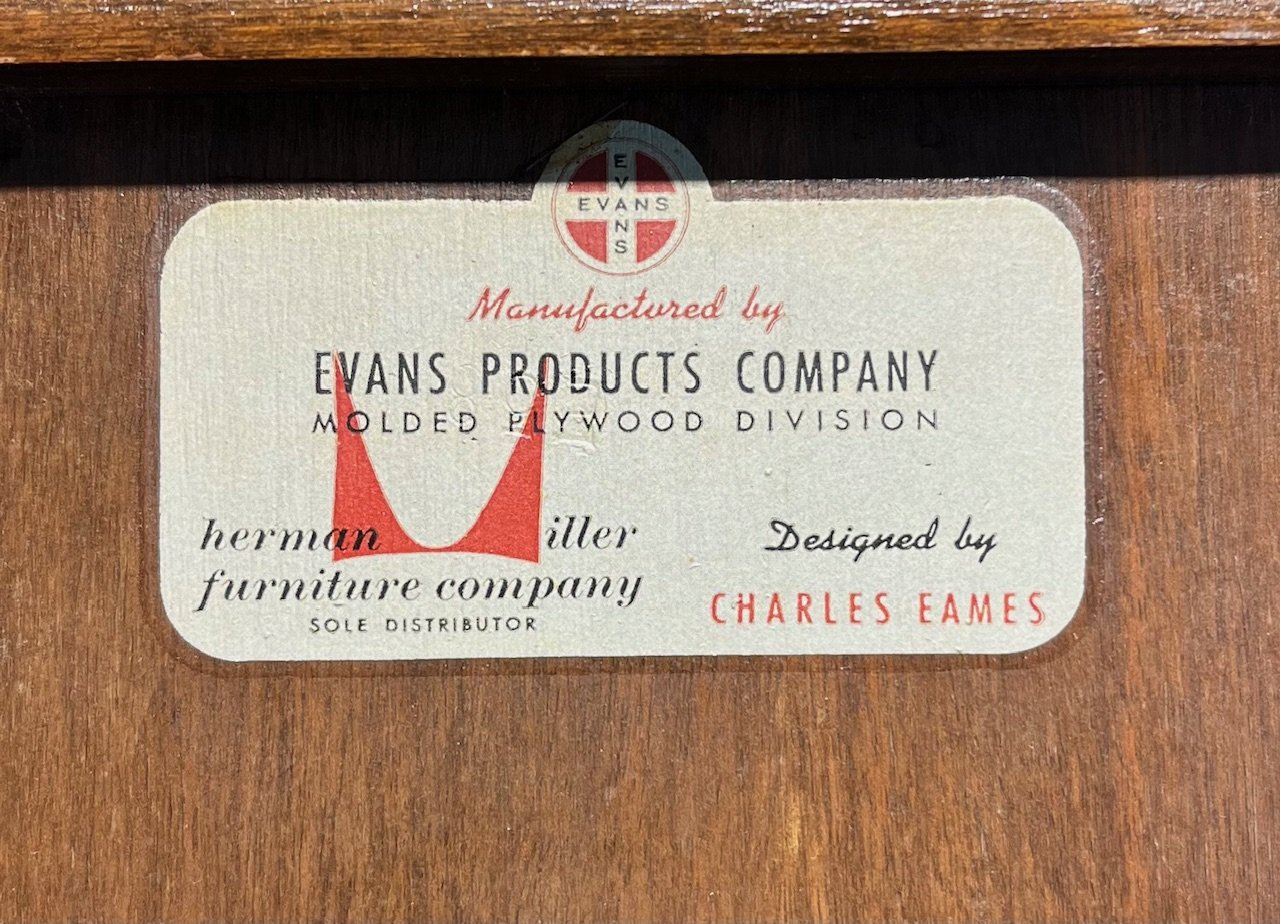 EVANS
EVANS
Manufactured by
EVANS PRODUCTS COMPANY
MOLDED PLYWOOD DIVISION
herman miller
furniture company
SOLE DISTRIBUTOR
Designed by
CHARLES EAMES